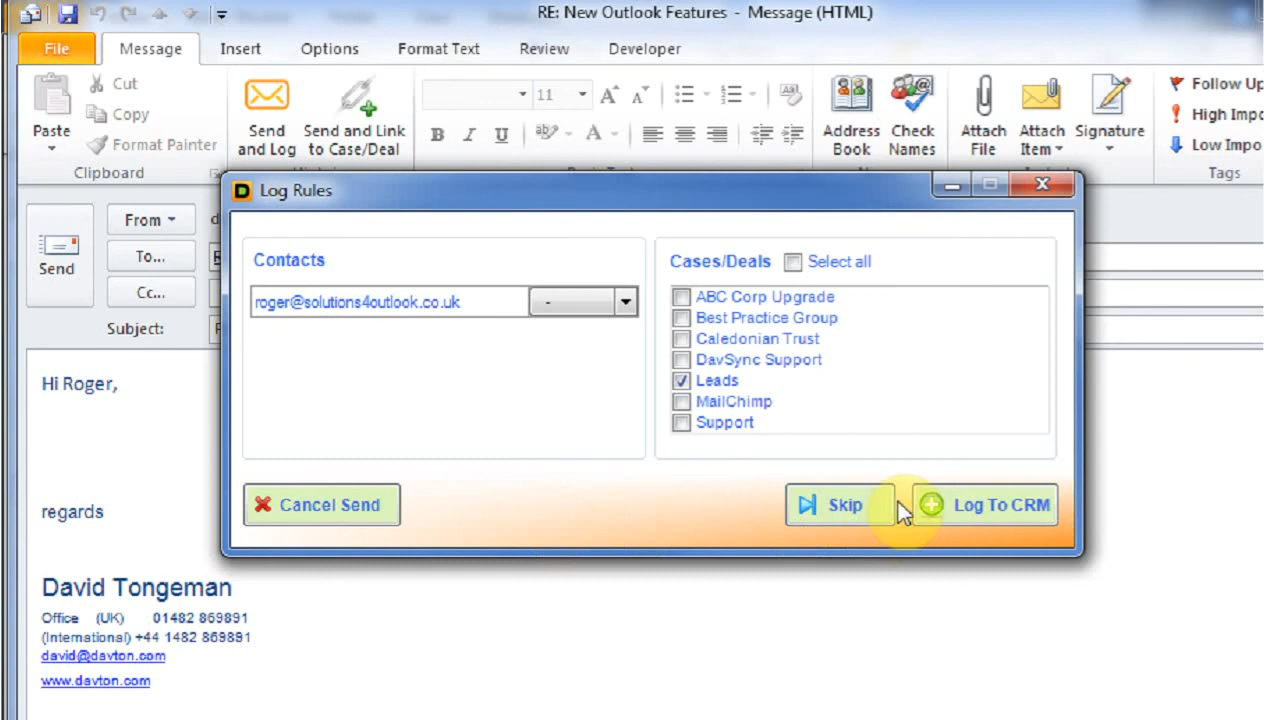 RE: New Outlook Features - Message (HTML)
File Message Insert Options Format Text Review Developer
Paste
Cut
Copy
Format Painter
Clipboard
Send and Log
Send and Link to Case/Deal
11
B I U
Address Book
Check Names
Attach File
Attach Item
Signature
Follow Up
High Impo
Low Impo
Tags
Send
From
To...
Cc...
Subject:
Log Rules
Contacts
roger@solutions4outlook.co.uk -
Cases/Deals Select all
ABC Corp Upgrade
Best Practice Group
Caledonian Trust
DavSync Support
Leads
MailChimp
Support
Cancel Send
Skip
Log To CRM
Hi Roger,
regards
David Tongeman
Office (UK) 01482 869891
(International) +44 1482 869891
david@davton.com
www.davton.com